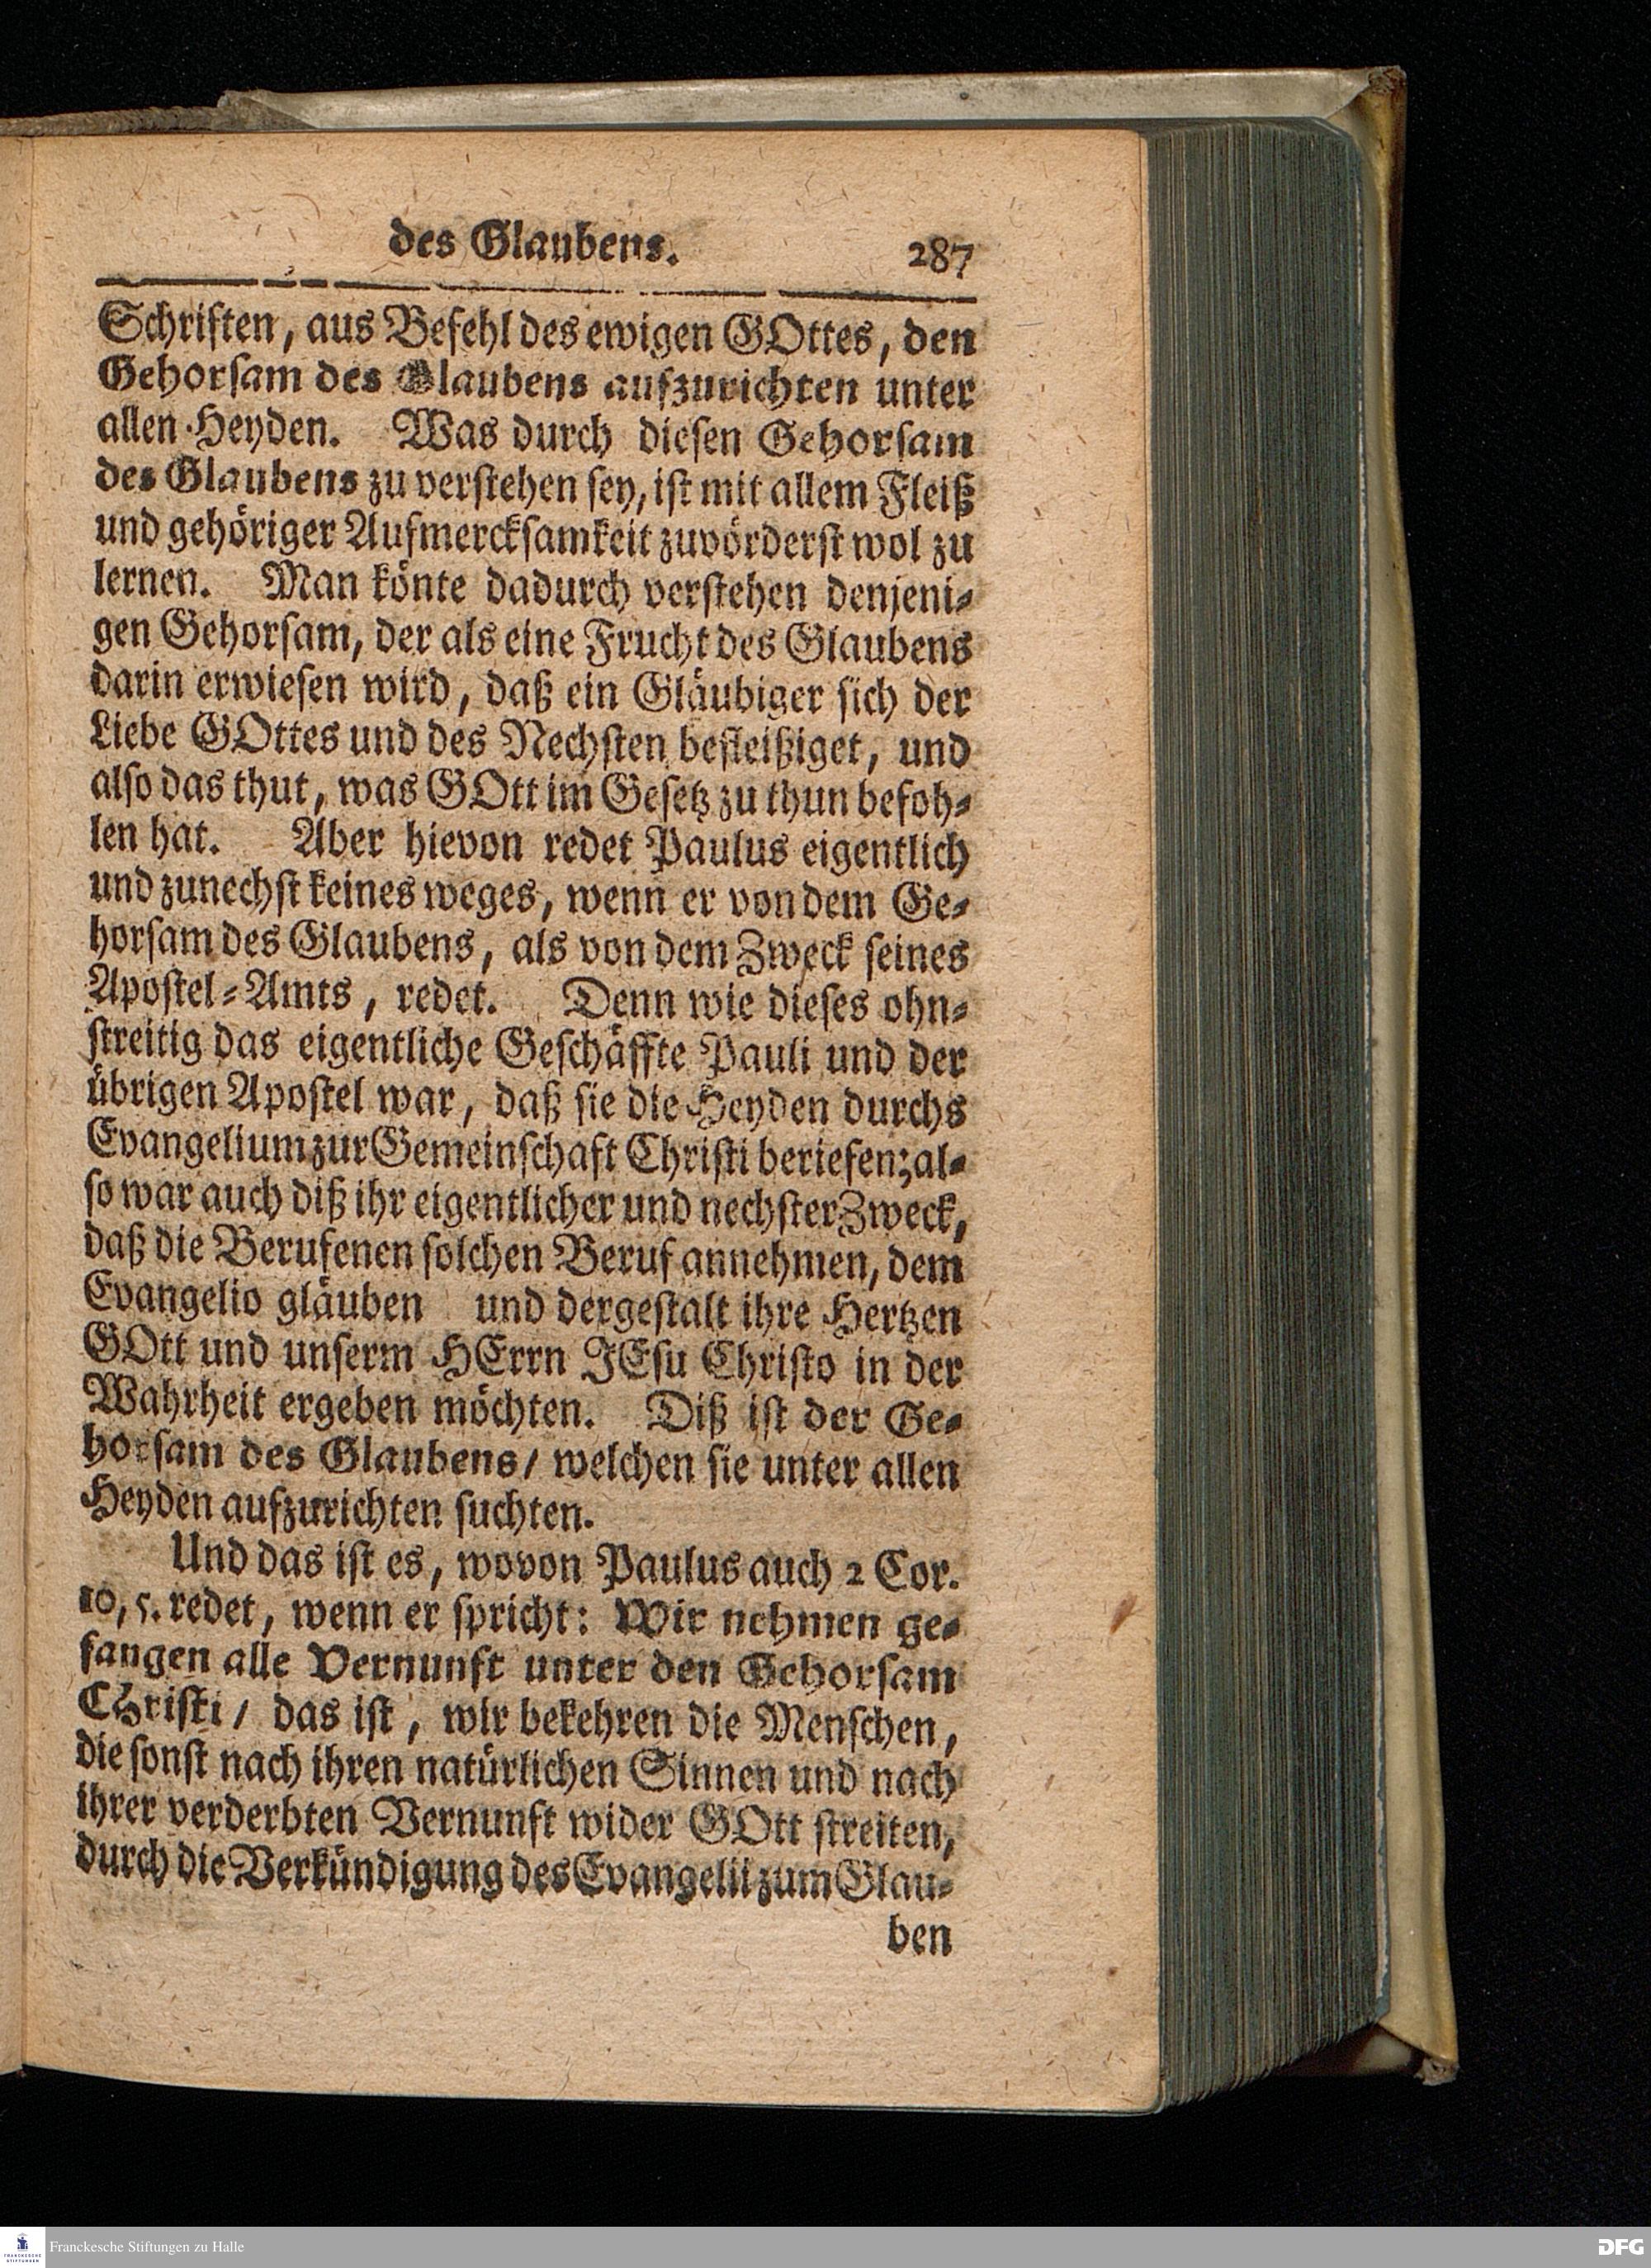 des Glaubens. 287
Schriften, aus Befehl des ewigen GOttes, den
Gehorsam des Glaubens aufzurichten unter
allen Heyden. Was durch diesen Gehorsam
des Glaubens zu verstehen sey, ist mit allem Fleiß
und gehöriger Aufmercksamkeit zuvörderst wol zu
lernen. Man könte dadurch verstehen denjeni-
gen Gehorsam, der als eine Frucht des Glaubens
darin erwiesen wird, daß ein Gläubiger sich der
Liebe GOttes und des Nechsten befleißiget, und
also das thut, was GOtt im Gesetz zu thun befoh-
len hat. Aber hievon redet Paulus eigentlich
und zunechst keines weges, wenn er von dem Ge-
horsam des Glaubens, als von dem Zweck seines
Apostel-Amts, redet. Denn wie dieses ohn-
streitig das eigentliche Geschäffte Pauli und der
übrigen Apostel war, daß sie die Heyden durchs
Evangelium zur Gemeinschaft Christi beriefen; al-
so war auch diß ihr eigentlicher und nechster Zweck,
daß die Berufenen solchen Beruf annehmen, dem
Evangelio gläuben und dergestalt ihre Hertzen
GOtt und unserm HErrn JEsu Christo in der
Wahrheit ergeben möchten. Diß ist der Ge-
horsam des Glaubens/ welchen sie unter allen
Heyden aufzurichten suchten.
Und das ist es, wovon Paulus auch 2 Cor.
10, 5. redet, wenn er spricht: Wir nehmen ge-
fangen alle Vernunft unter den Gehorsam
CHristi/ das ist, wir bekehren die Menschen,
die sonst nach ihren natürlichen Sinnen und nach
ihrer verderbten Vernunft wider GOtt streiten,
durch die Verkündigung des Evangelii zum Glau-
ben
FRANCKESCHE
STIFTUNGEN
Franckesche Stiftungen zu Halle
DFG